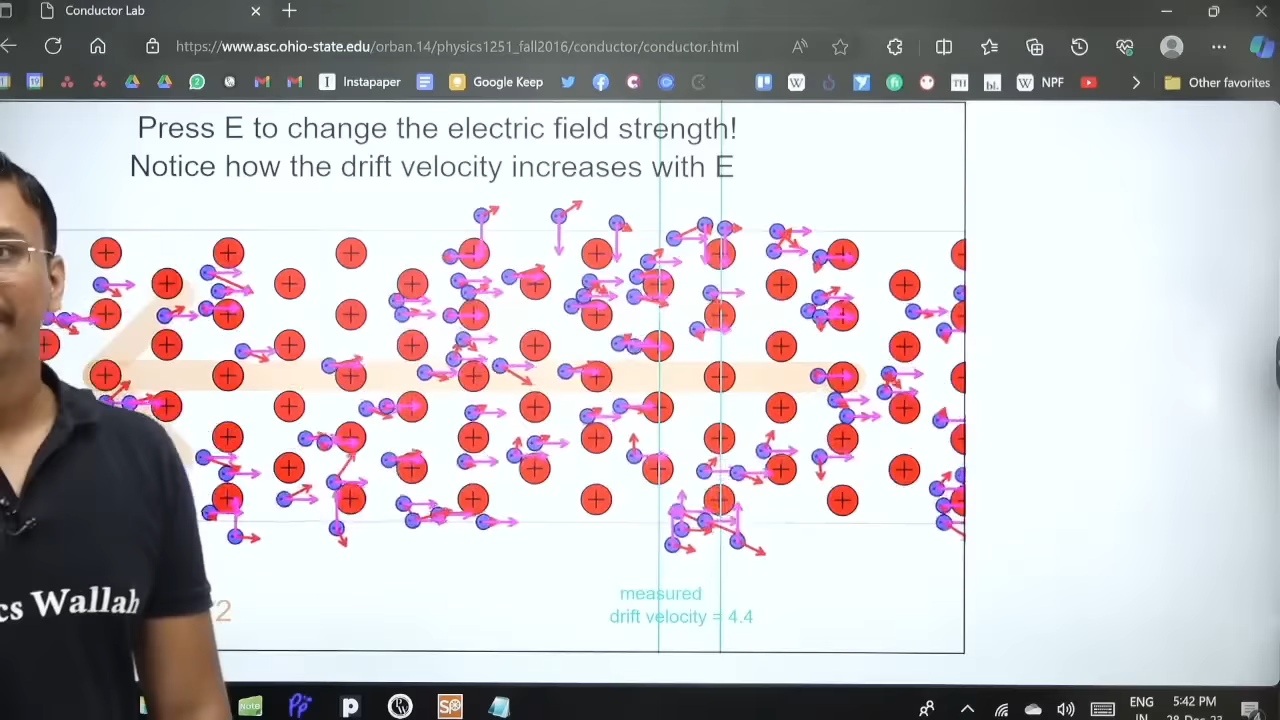 Conductor Lab
https://www.asc.ohio-state.edu/orban.14/physics1251_fall2016/conductor/conductor.html
Instapaper
Google Keep
NPF
Other favorites
Press E to change the electric field strength!
Notice how the drift velocity increases with E
measured
drift velocity = 4.4
/2
cs Wallah
ENG
5:42 PM
IN